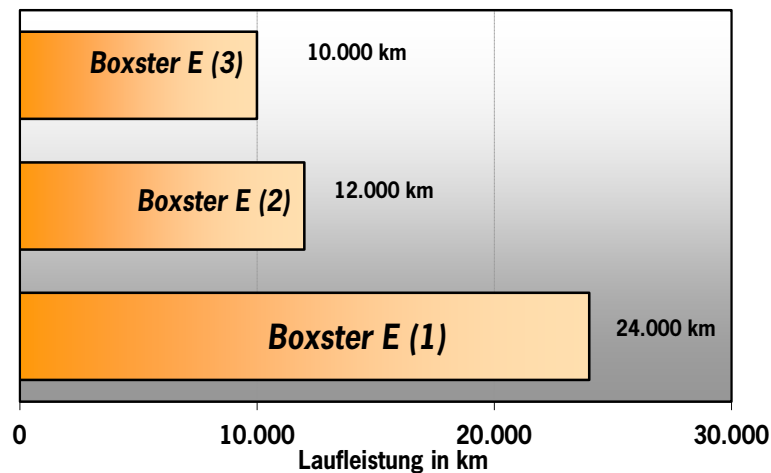 Boxster E (3) 10.000 km
Boxster E (2) 12.000 km
Boxster E (1) 24.000 km
0 10.000 20.000 30.000
Laufleistung in km